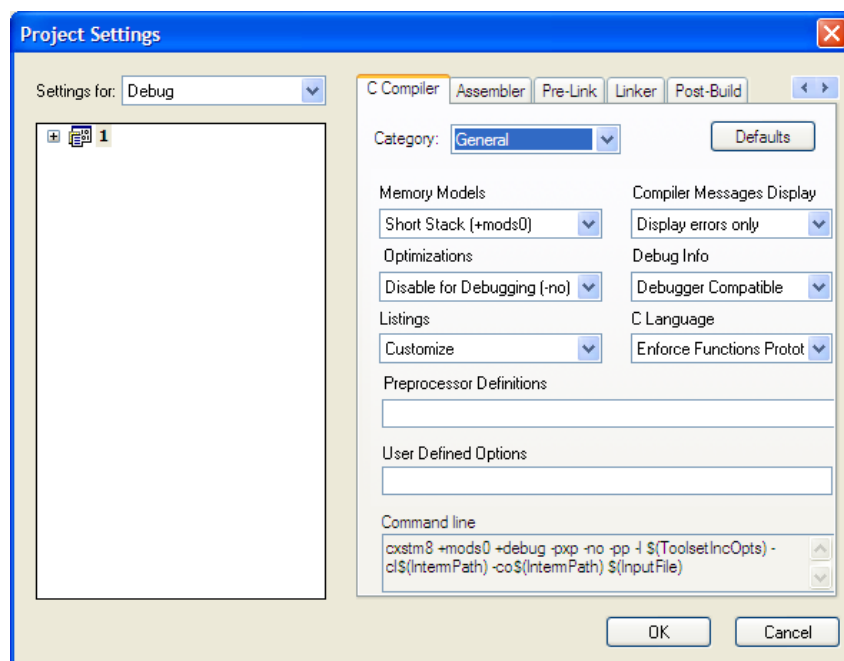 Project Settings
Settings for: Debug
1
C Compiler Assembler Pre-Link Linker Post-Build
Category: General Defaults
Memory Models Compiler Messages Display
Short Stack (+mods0) Display errors only
Optimizations Debug Info
Disable for Debugging (-no) Debugger Compatible
Listings C Language
Customize Enforce Functions Protot
Preprocessor Definitions
User Defined Options
Command line
cxstm8 +mods0 +debug -pxp -no -pp -l $(ToolsetIncOpts) -
cl$(IntermPath) -co$(IntermPath) $(InputFile)
OK Cancel